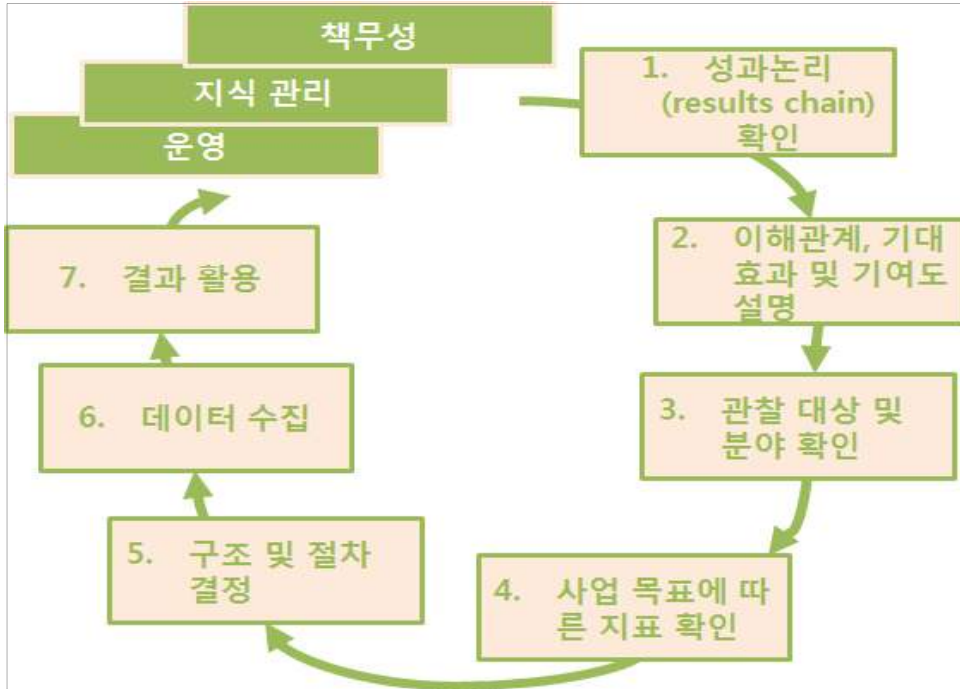 책무성
지식 관리
운영
1. 성과논리
(results chain)
확인
2. 이해관계, 기대
효과 및 기여도
설명
3. 관찰 대상 및
분야 확인
4. 사업 목표에 따
른 지표 확인
5. 구조 및 절차
결정
6. 데이터 수집
7. 결과 활용